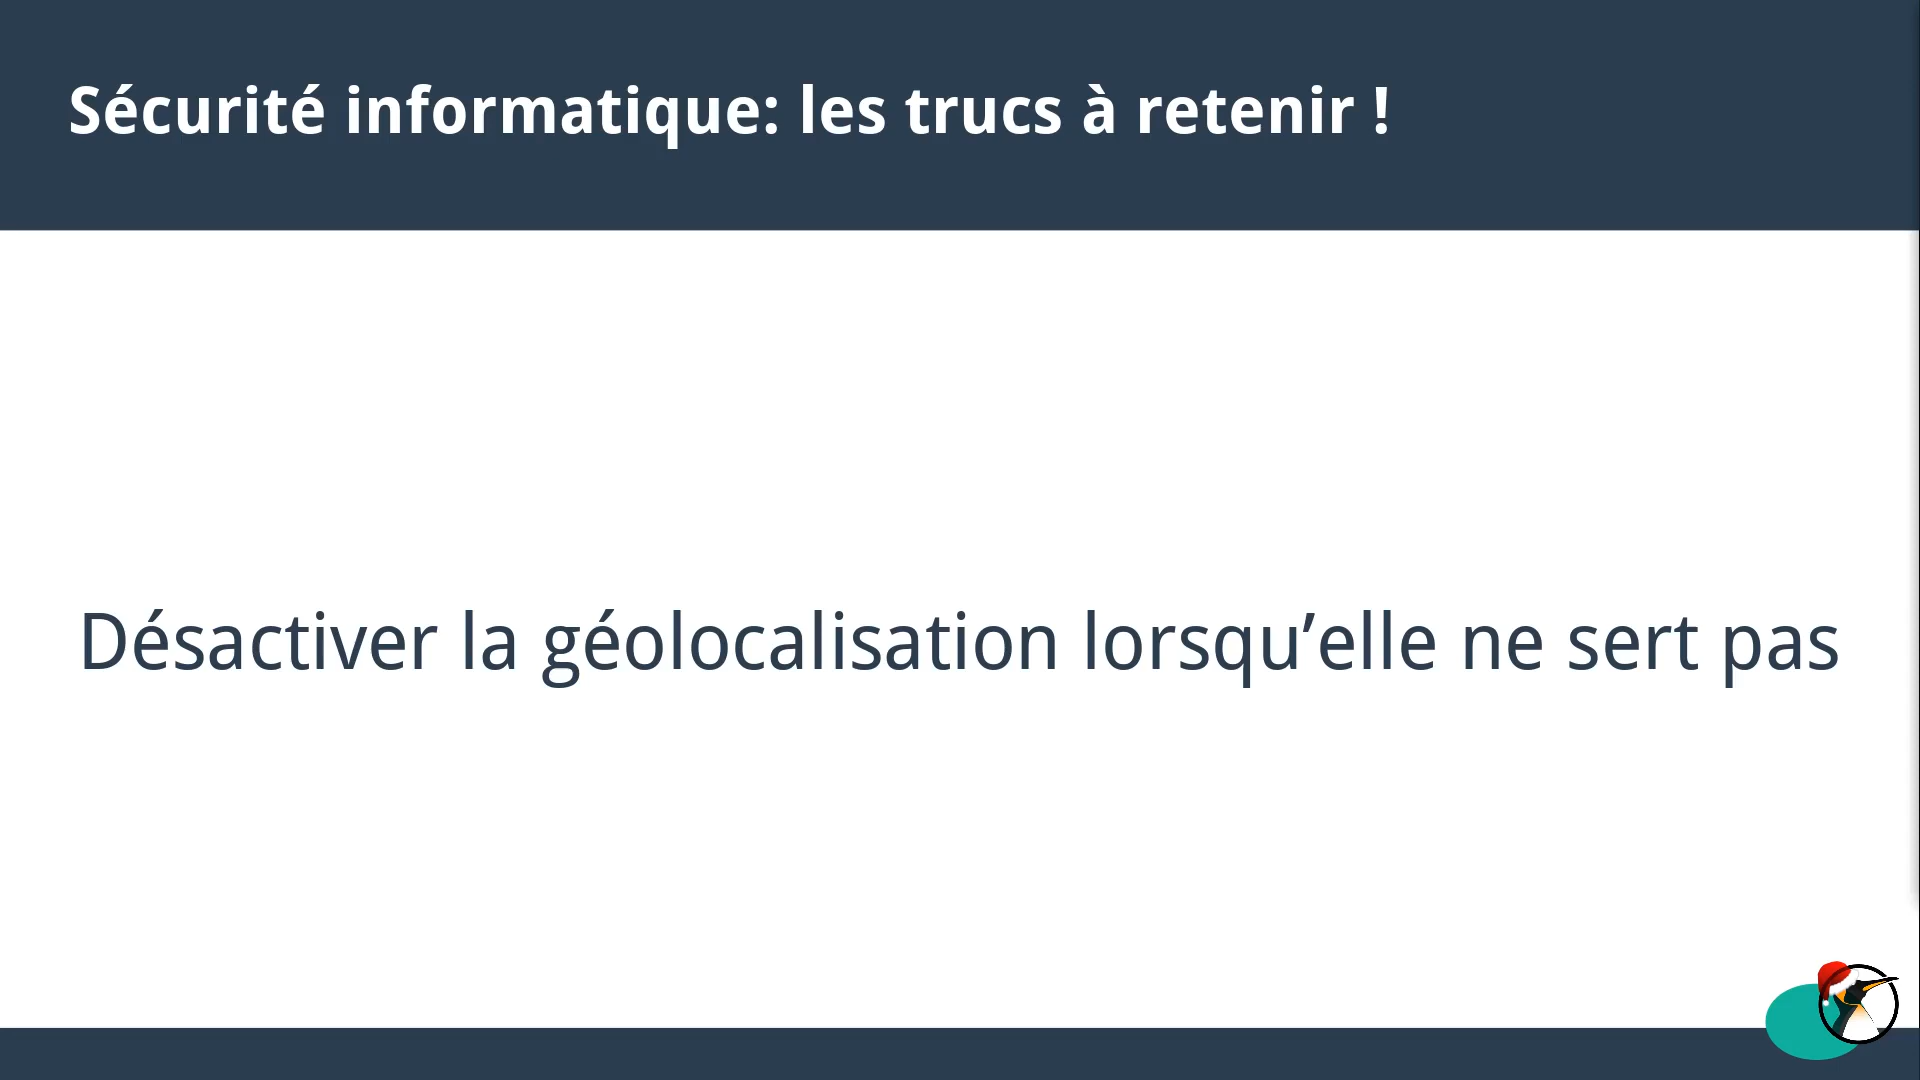 Sécurité informatique: les trucs à retenir !
Désactiver la géolocalisation lorsqu’elle ne sert pas